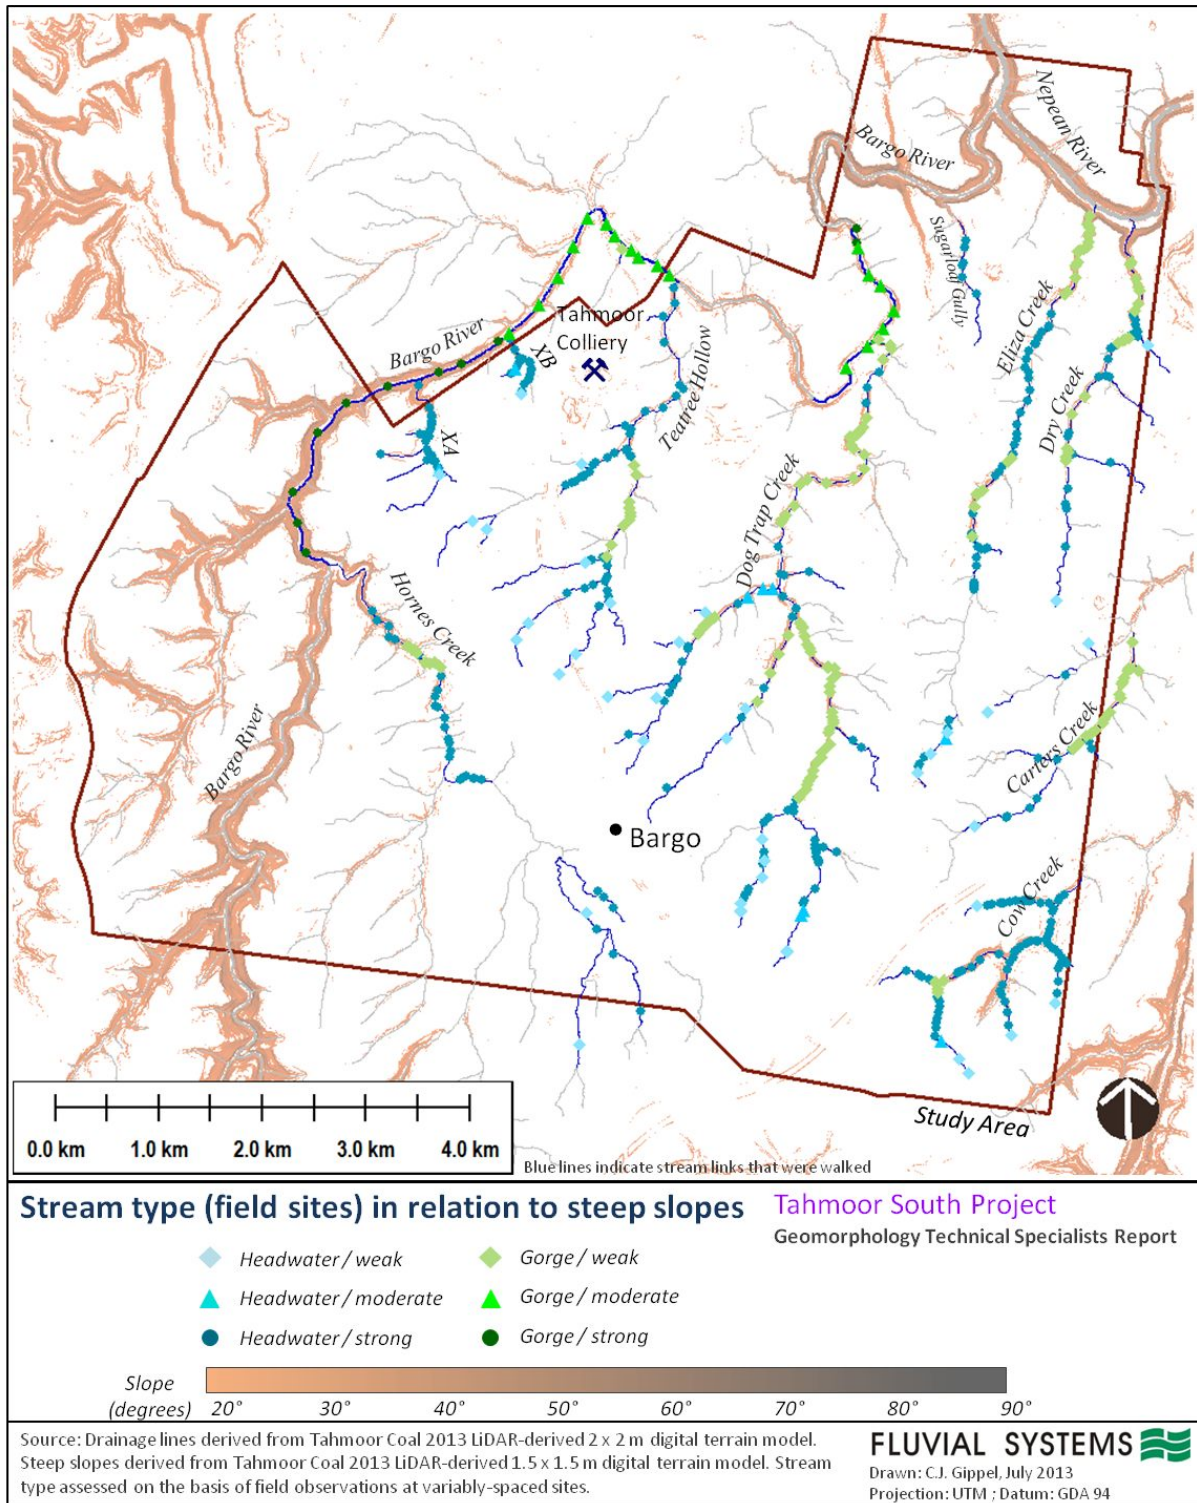 Nepean River
Bargo River
Sugarloaf Gully
Eliza Creek
Dry Creek
Tahmoor
Colliery
Bargo River
XB
Teatree Hollow
XA
Dog Trap Creek
Hornes Creek
Bargo River
Carters Creek
Bargo
Cow Creek
Study Area
0.0 km 1.0 km 2.0 km 3.0 km 4.0 km
Blue lines indicate stream links that were walked
Stream type (field sites) in relation to steep slopes
Tahmoor South Project
Geomorphology Technical Specialists Report
Headwater / weak
Gorge / weak
Headwater / moderate
Gorge / moderate
Headwater / strong
Gorge / strong
Slope
(degrees)
20° 30° 40° 50° 60° 70° 80° 90°
Source: Drainage lines derived from Tahmoor Coal 2013 LiDAR-derived 2 x 2 m digital terrain model.
Steep slopes derived from Tahmoor Coal 2013 LiDAR-derived 1.5 x 1.5 m digital terrain model. Stream
type assessed on the basis of field observations at variably-spaced sites.
FLUVIAL SYSTEMS
Drawn: C.J. Gippel, July 2013
Projection: UTM ; Datum: GDA 94